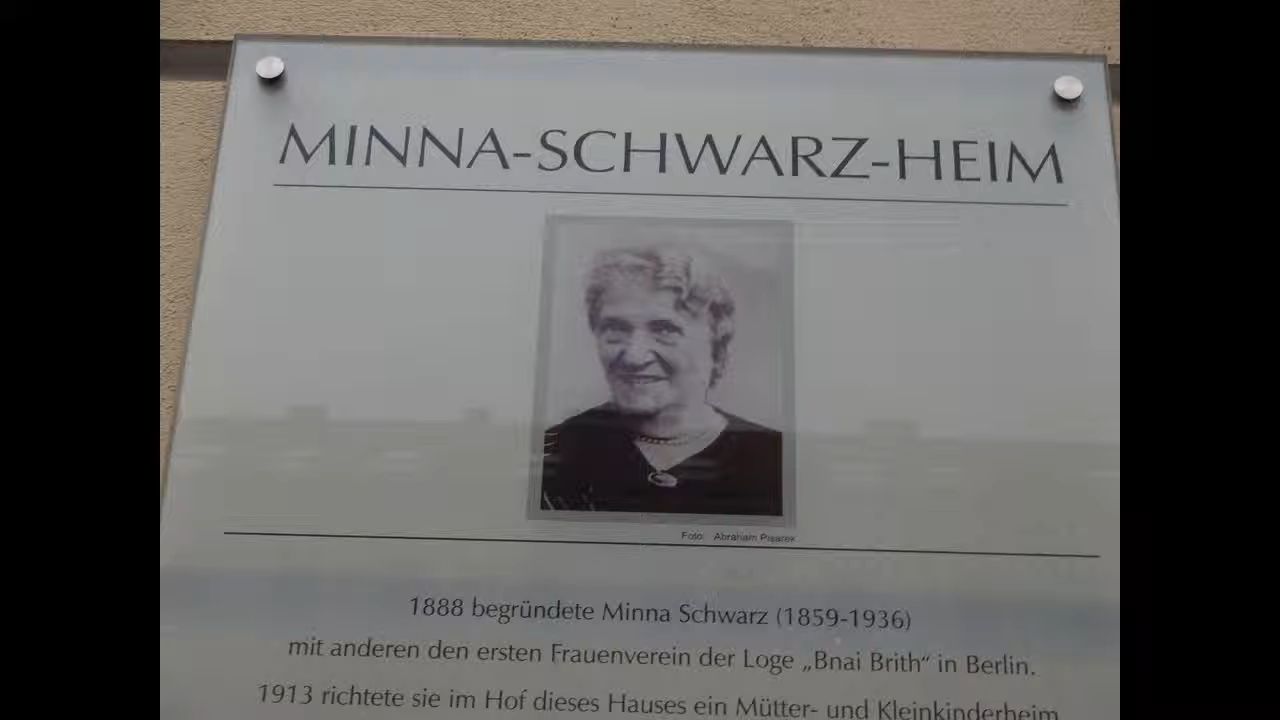 MINNA-SCHWARZ-HEIM
Foto: Abraham Pisarek
1888 begründete Minna Schwarz (1859-1936)
mit anderen den ersten Frauenverein der Loge „Bnai Brith“ in Berlin.
1913 richtete sie im Hof dieses Hauses ein Mütter- und Kleinkinderheim